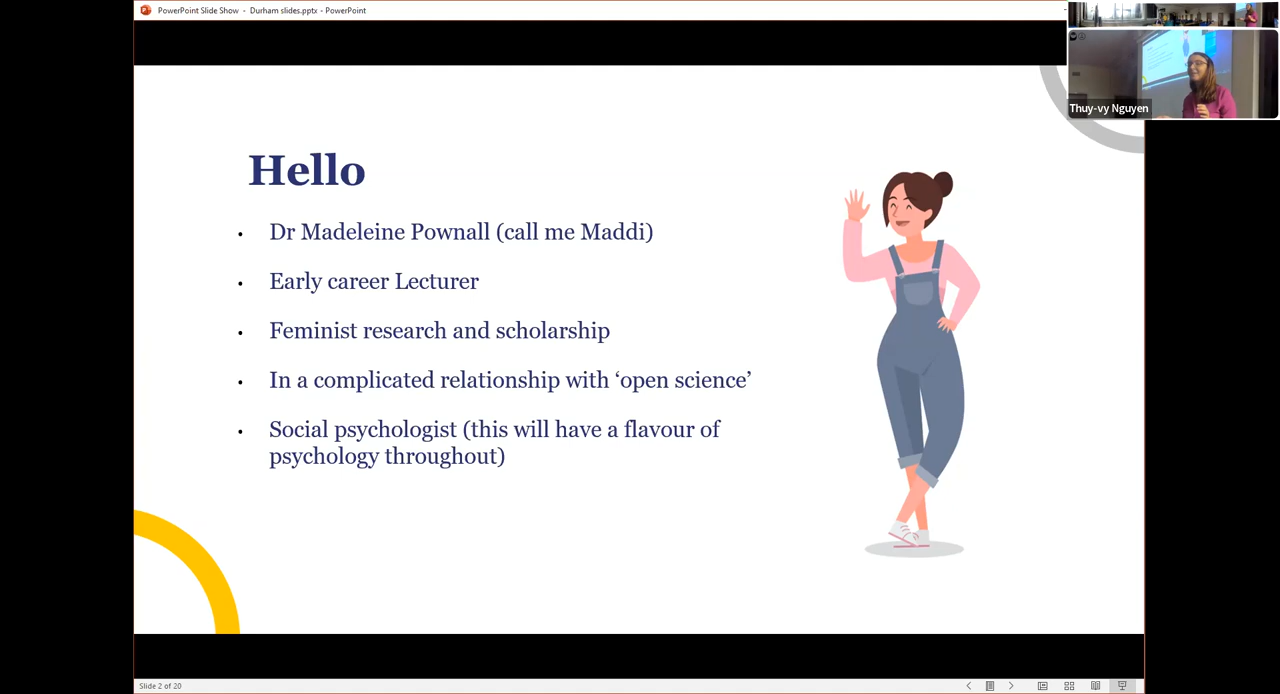 PowerPoint Slide Show - Durham slides.pptx - PowerPoint
Thuy-vy Nguyen
Hello
• Dr Madeleine Pownall (call me Maddi)
• Early career Lecturer
• Feminist research and scholarship
• In a complicated relationship with ‘open science’
• Social psychologist (this will have a flavour of
psychology throughout)
Slide 2 of 20